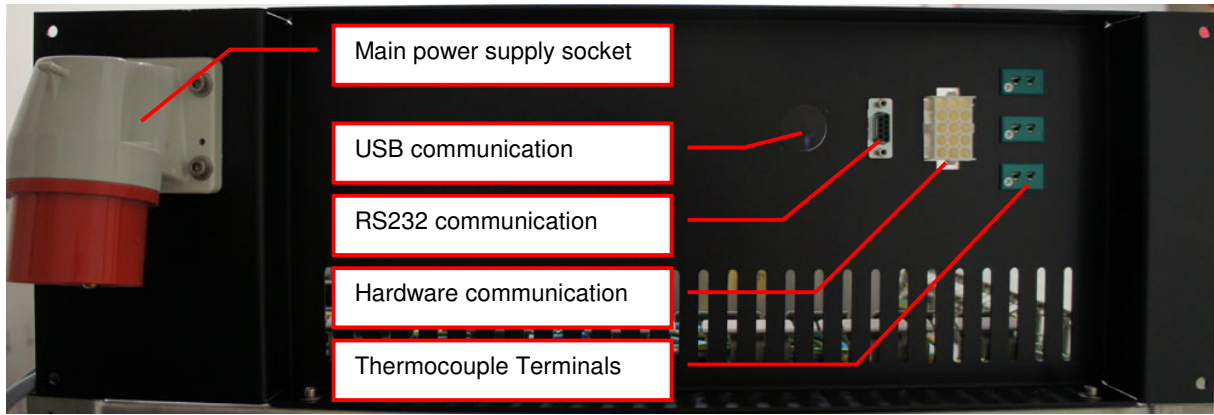 Main power supply socket
USB communication
RS232 communication
Hardware communication
Thermocouple Terminals